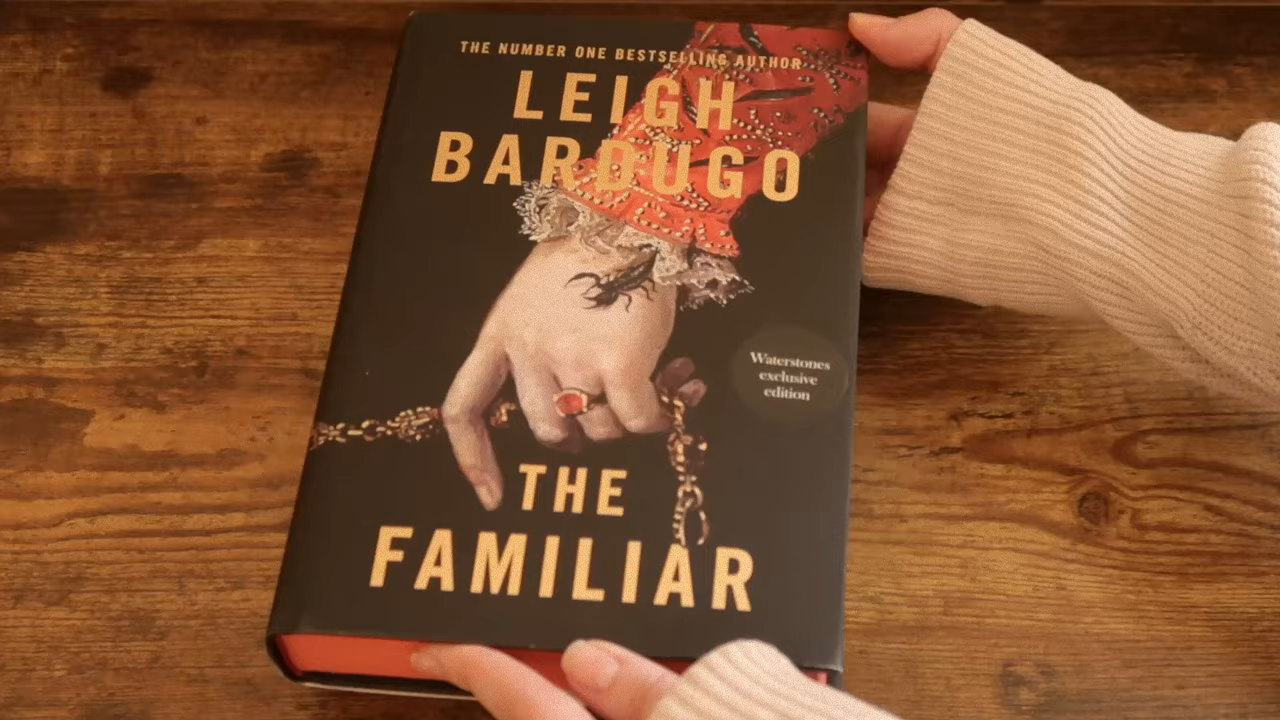 THE NUMBER ONE BESTSELLING AUTHOR
LEIGH
BARDUGO
Waterstones
exclusive
edition
THE
FAMILIAR